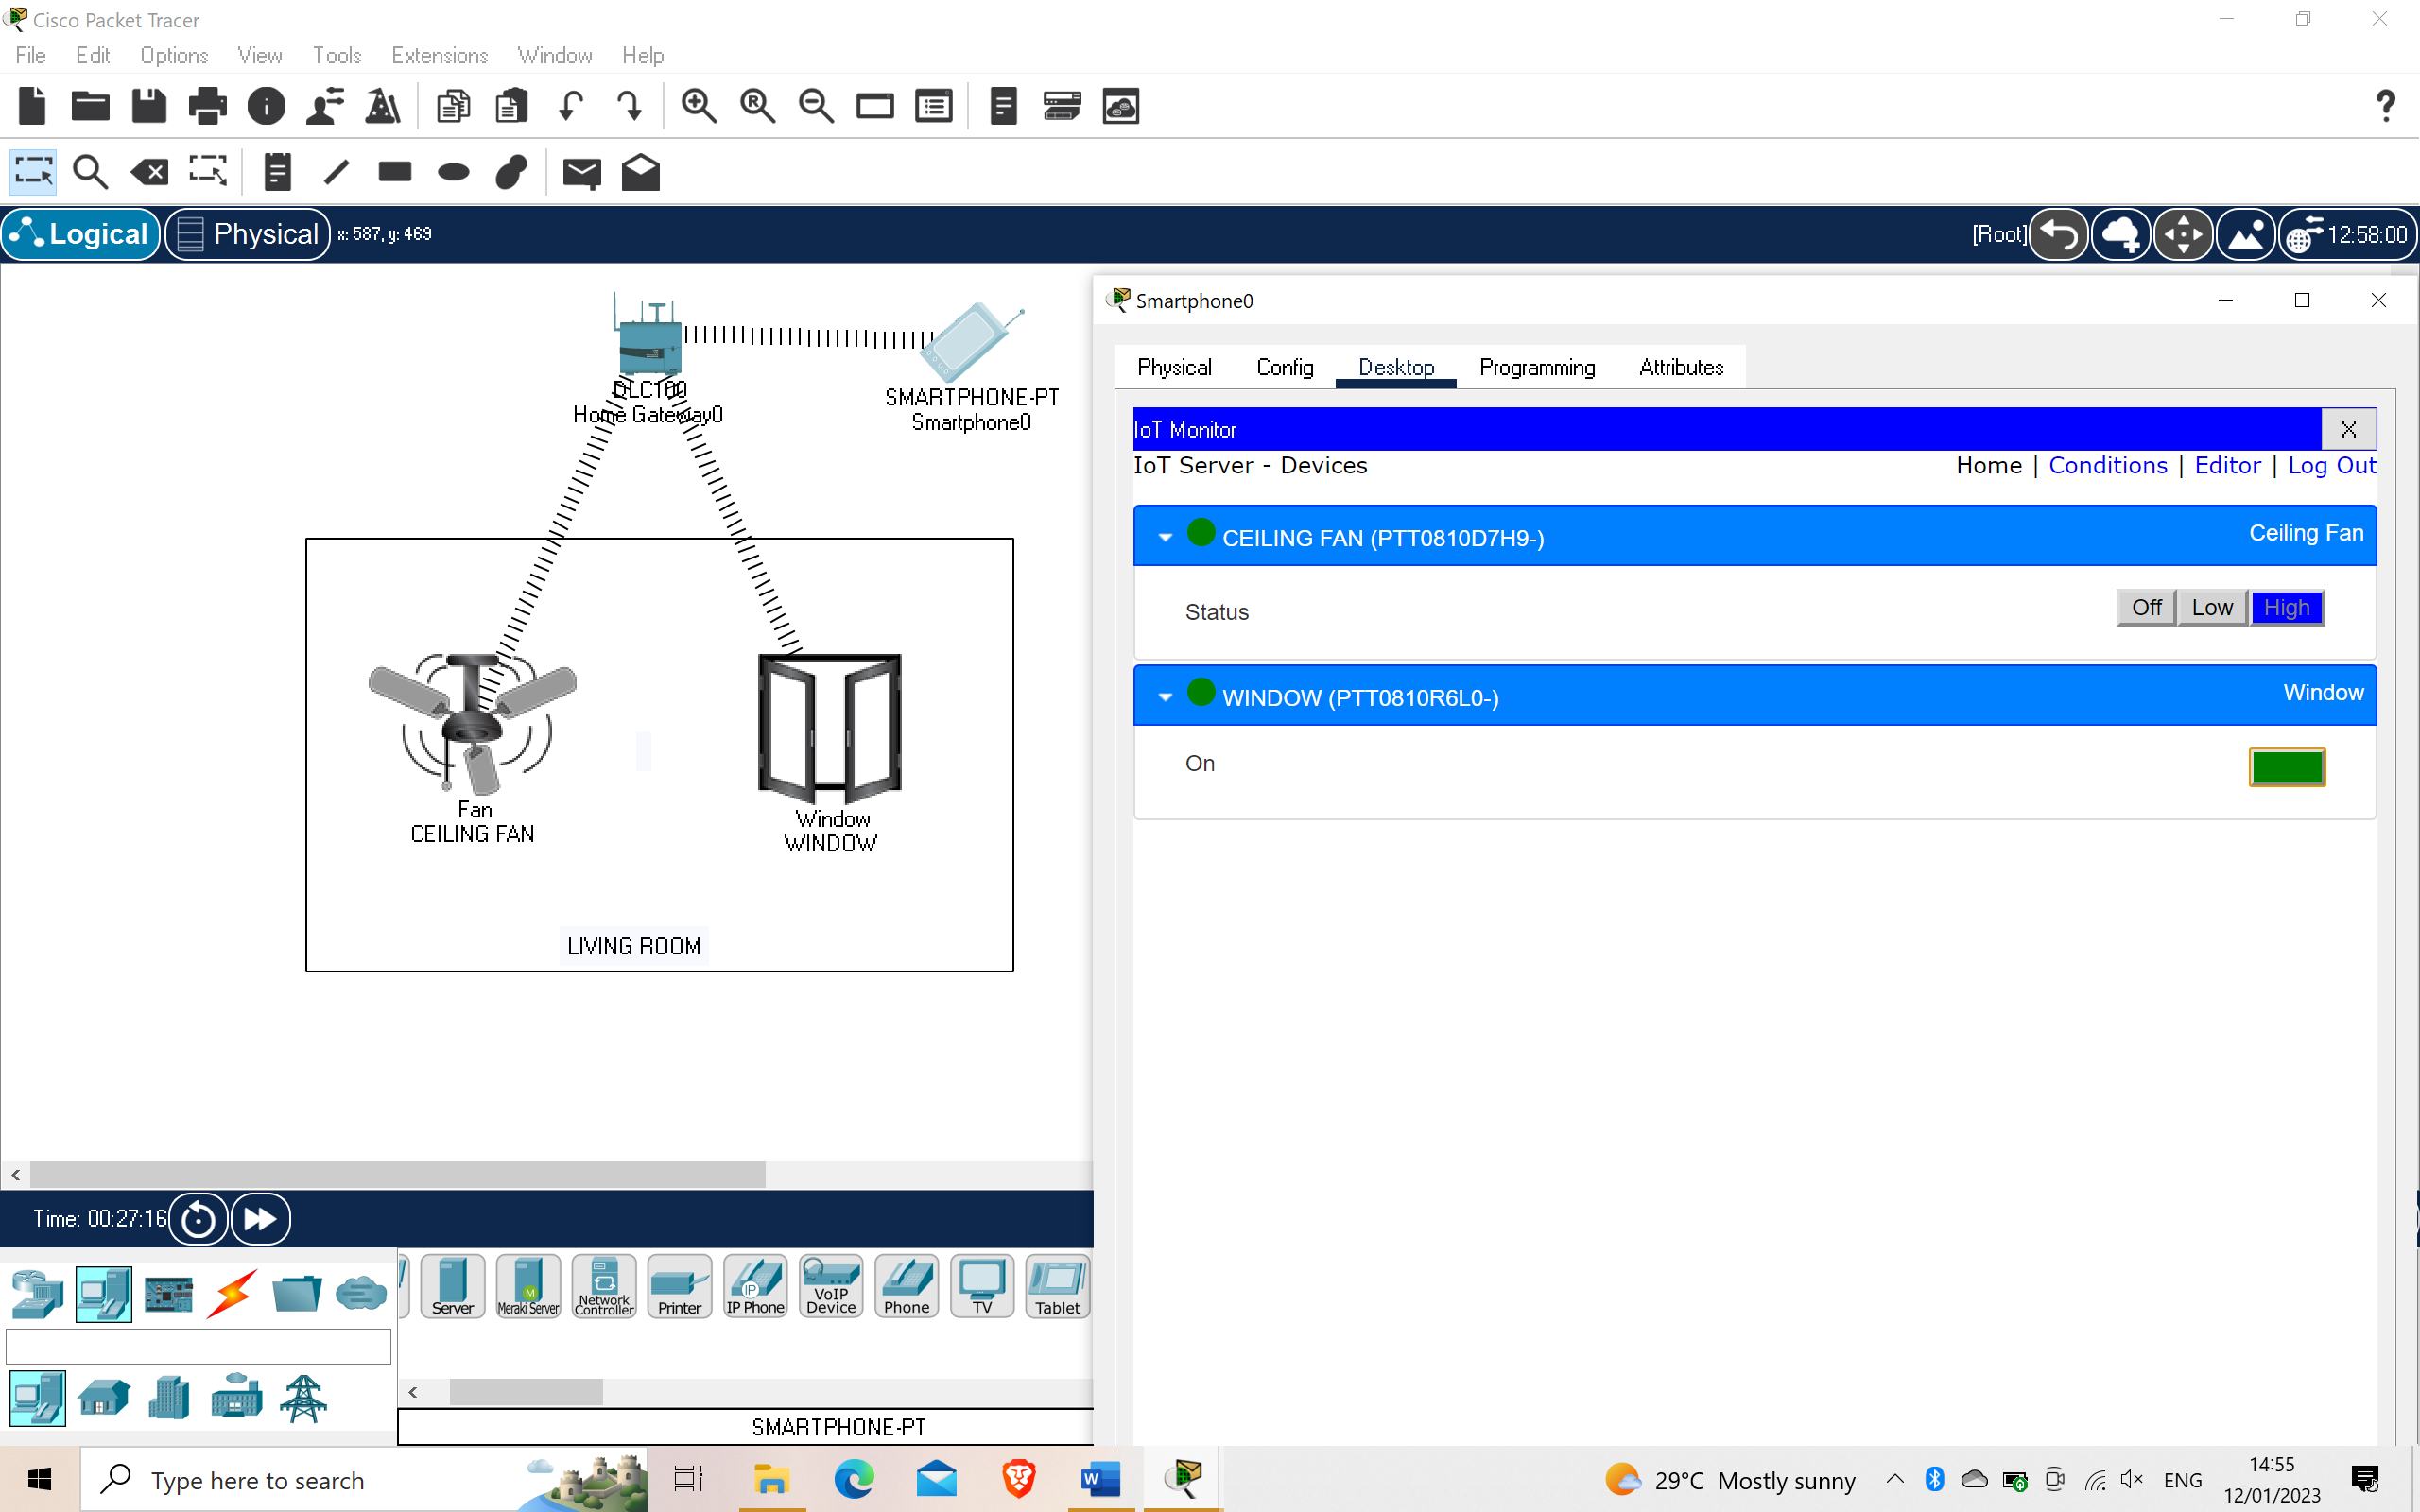 Cisco Packet Tracer
File Edit Options View Tools Extensions Window Help
Logical Physical x: 587, y: 469 [Root] 12:58:00
DLC100
Home Gateway0
SMARTPHONE-PT
Smartphone0
Fan
CEILING FAN
Window
WINDOW
LIVING ROOM
Smartphone0
Physical Config Desktop Programming Attributes
IoT Monitor X
IoT Server - Devices Home | Conditions | Editor | Log Out
CEILING FAN (PTT0810D7H9-) Ceiling Fan
Status Off Low High
WINDOW (PTT0810R6L0-) Window
On
Time: 00:27:16
Server
Meraki Server
Network Controller
Printer
IP
IP Phone
VoIP Device
Phone
TV
Tablet
SMARTPHONE-PT
Type here to search
29°C Mostly sunny
ENG
14:55
12/01/2023